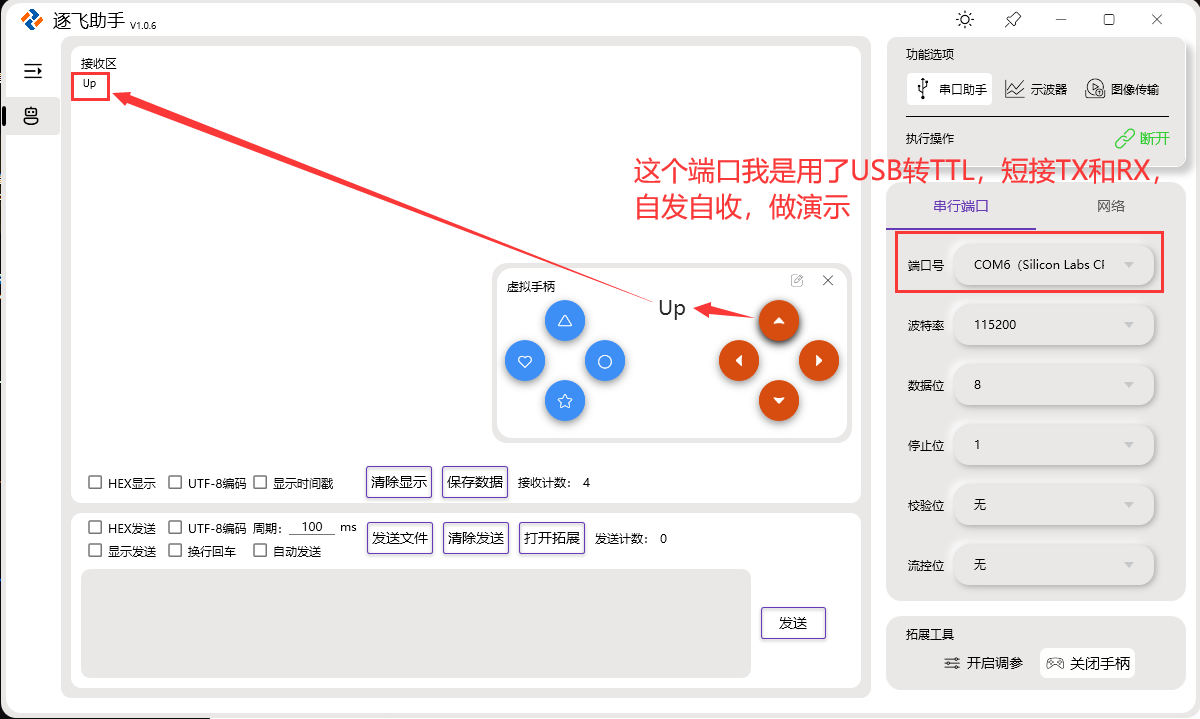 逐飞助手 V1.0.6
接收区
Up
功能选项
串口助手 示波器 图像传输
执行操作 断开
这个端口我是用了USB转TTL，短接TX和RX，
自发自收，做演示
串行端口 网络
端口号 COM6（Silicon Labs CF
波特率 115200
数据位 8
停止位 1
校验位 无
流控位 无
虚拟手柄
Up
HEX显示 UTF-8编码 显示时间戳 清除显示 保存数据 接收计数： 4
HEX发送 UTF-8编码 周期： 100 ms
显示发送 换行回车 自动发送
发送文件 清除发送 打开拓展 发送计数： 0
发送
拓展工具
开启调参 关闭手柄